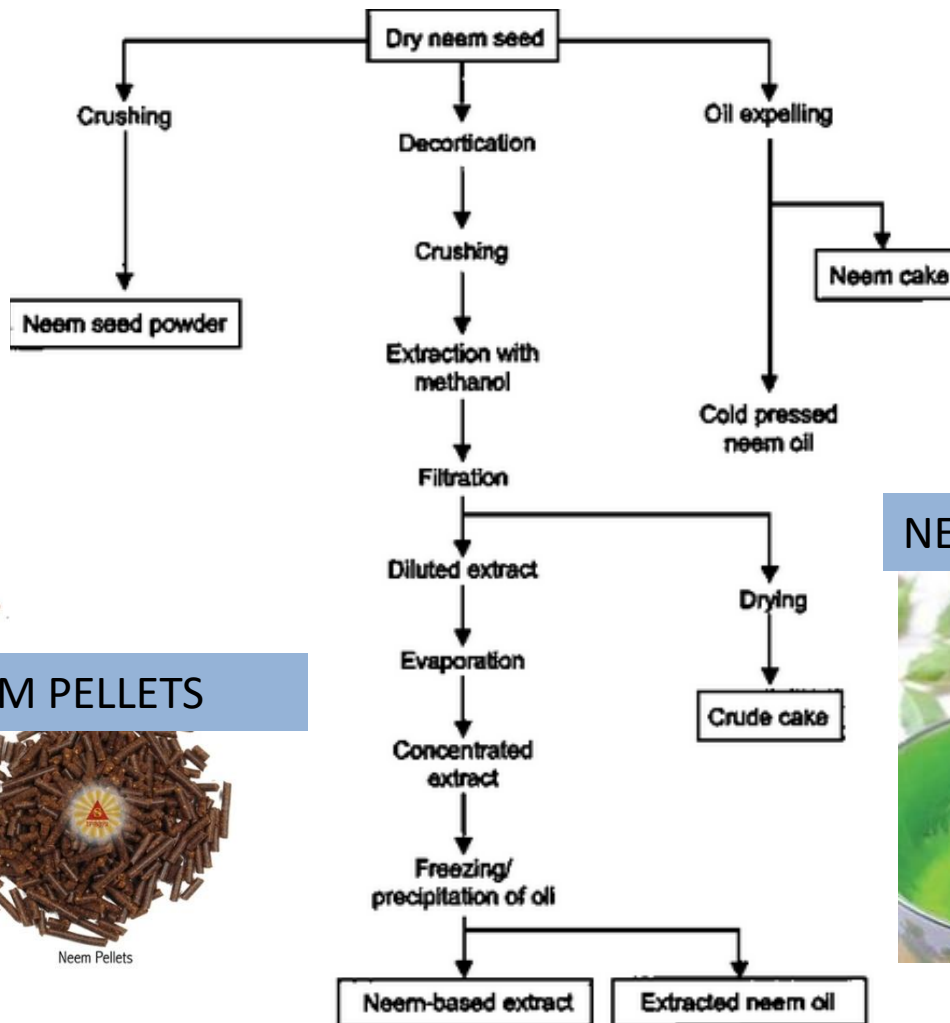 Dry neem seed
Crushing
Oil expelling
Decortication
Crushing
Neem cake
Neem seed powder
Extraction with
methanol
Cold pressed
neem oil
Filtration
NE
Diluted extract
Drying
Evaporation
M PELLETS
Crude cake
Concentrated
extract
Freezing/
precipitation of oli
Neem Pellets
Neem-based extract
Extracted neem oil